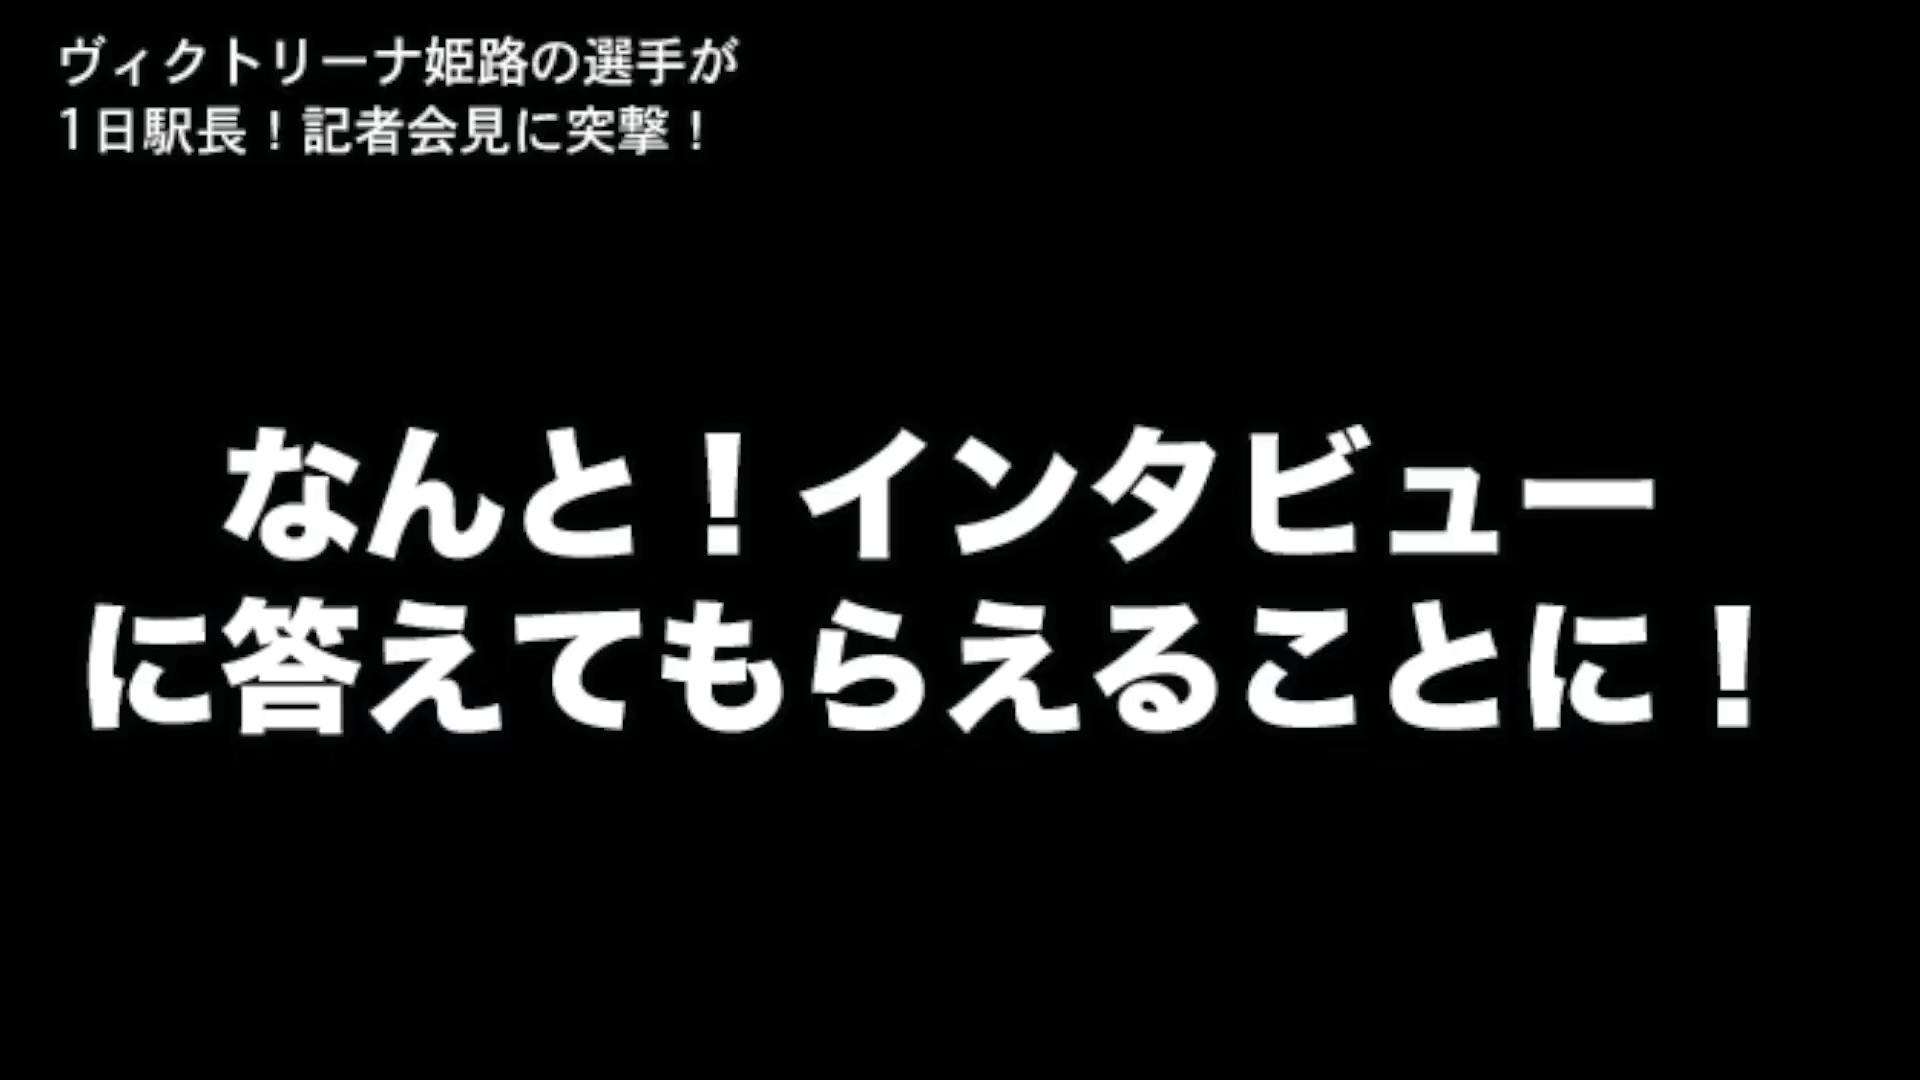 ヴィクトリーナ姫路の選手が
1日駅長！記者会見に突撃！
なんと！インタビュー
に答えてもらえることに！